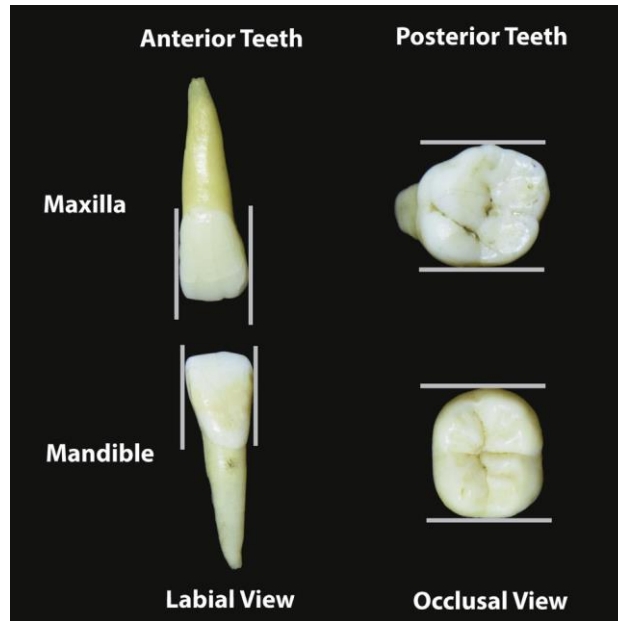 Anterior Teeth
Posterior Teeth
Maxilla
Mandible
Labial View
Occlusal View